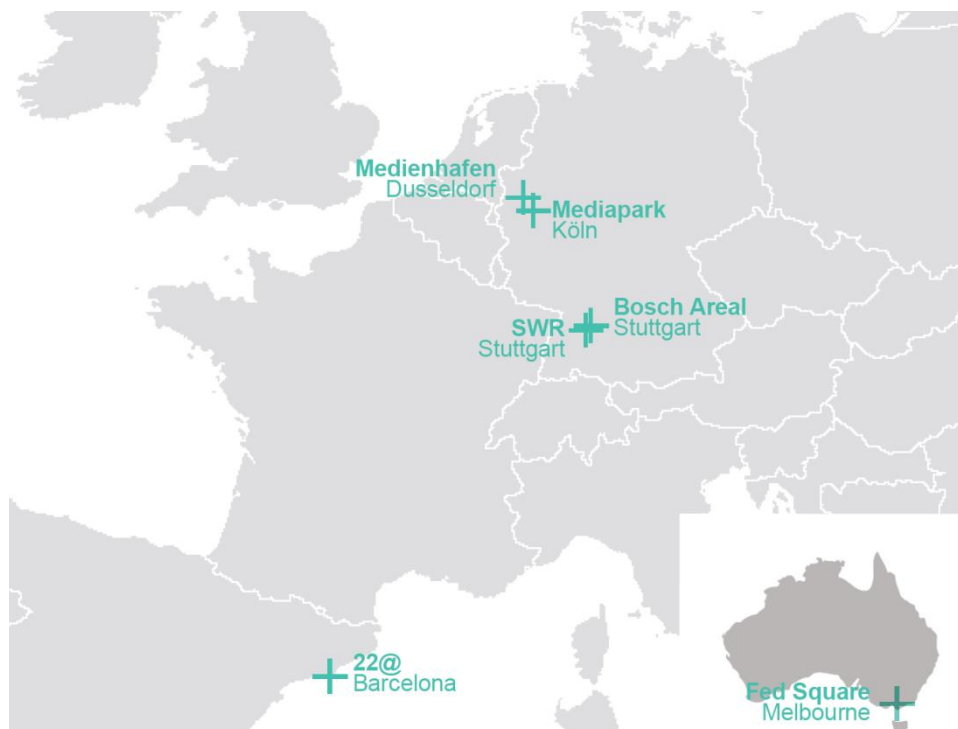 Medienhafen
Dusseldorf
Mediapark
Köln
Bosch Areal
Stuttgart
SWR
Stuttgart
22@
Barcelona
Fed Square
Melbourne